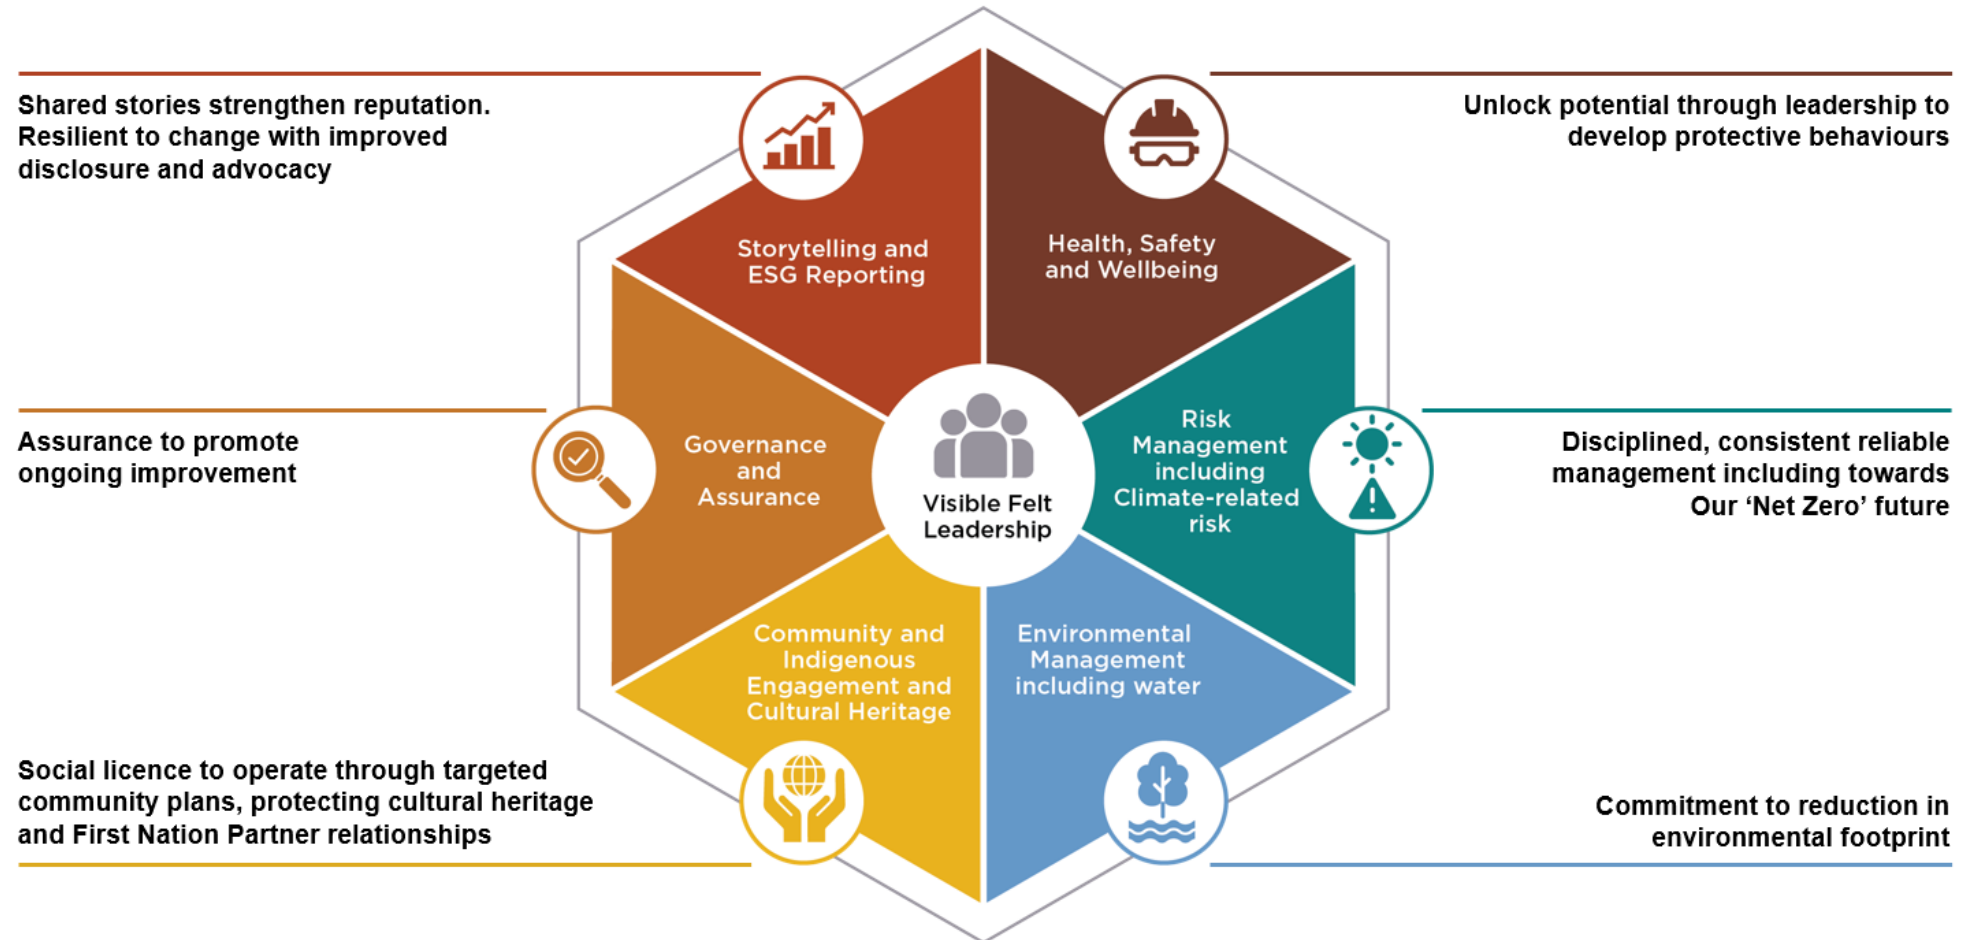 Shared stories strengthen reputation.
Resilient to change with improved
disclosure and advocacy
Unlock potential through leadership to
develop protective behaviours
Storytelling and
ESG Reporting
Health, Safety
and Wellbeing
Assurance to promote
ongoing improvement
Governance
and
Assurance
Visible Felt
Leadership
Risk
Management
including
Climate-related
risk
Disciplined, consistent reliable
management including towards
Our ‘Net Zero’ future
Community and
Indigenous
Engagement and
Cultural Heritage
Environmental
Management
including water
Social licence to operate through targeted
community plans, protecting cultural heritage
and First Nation Partner relationships
Commitment to reduction in
environmental footprint